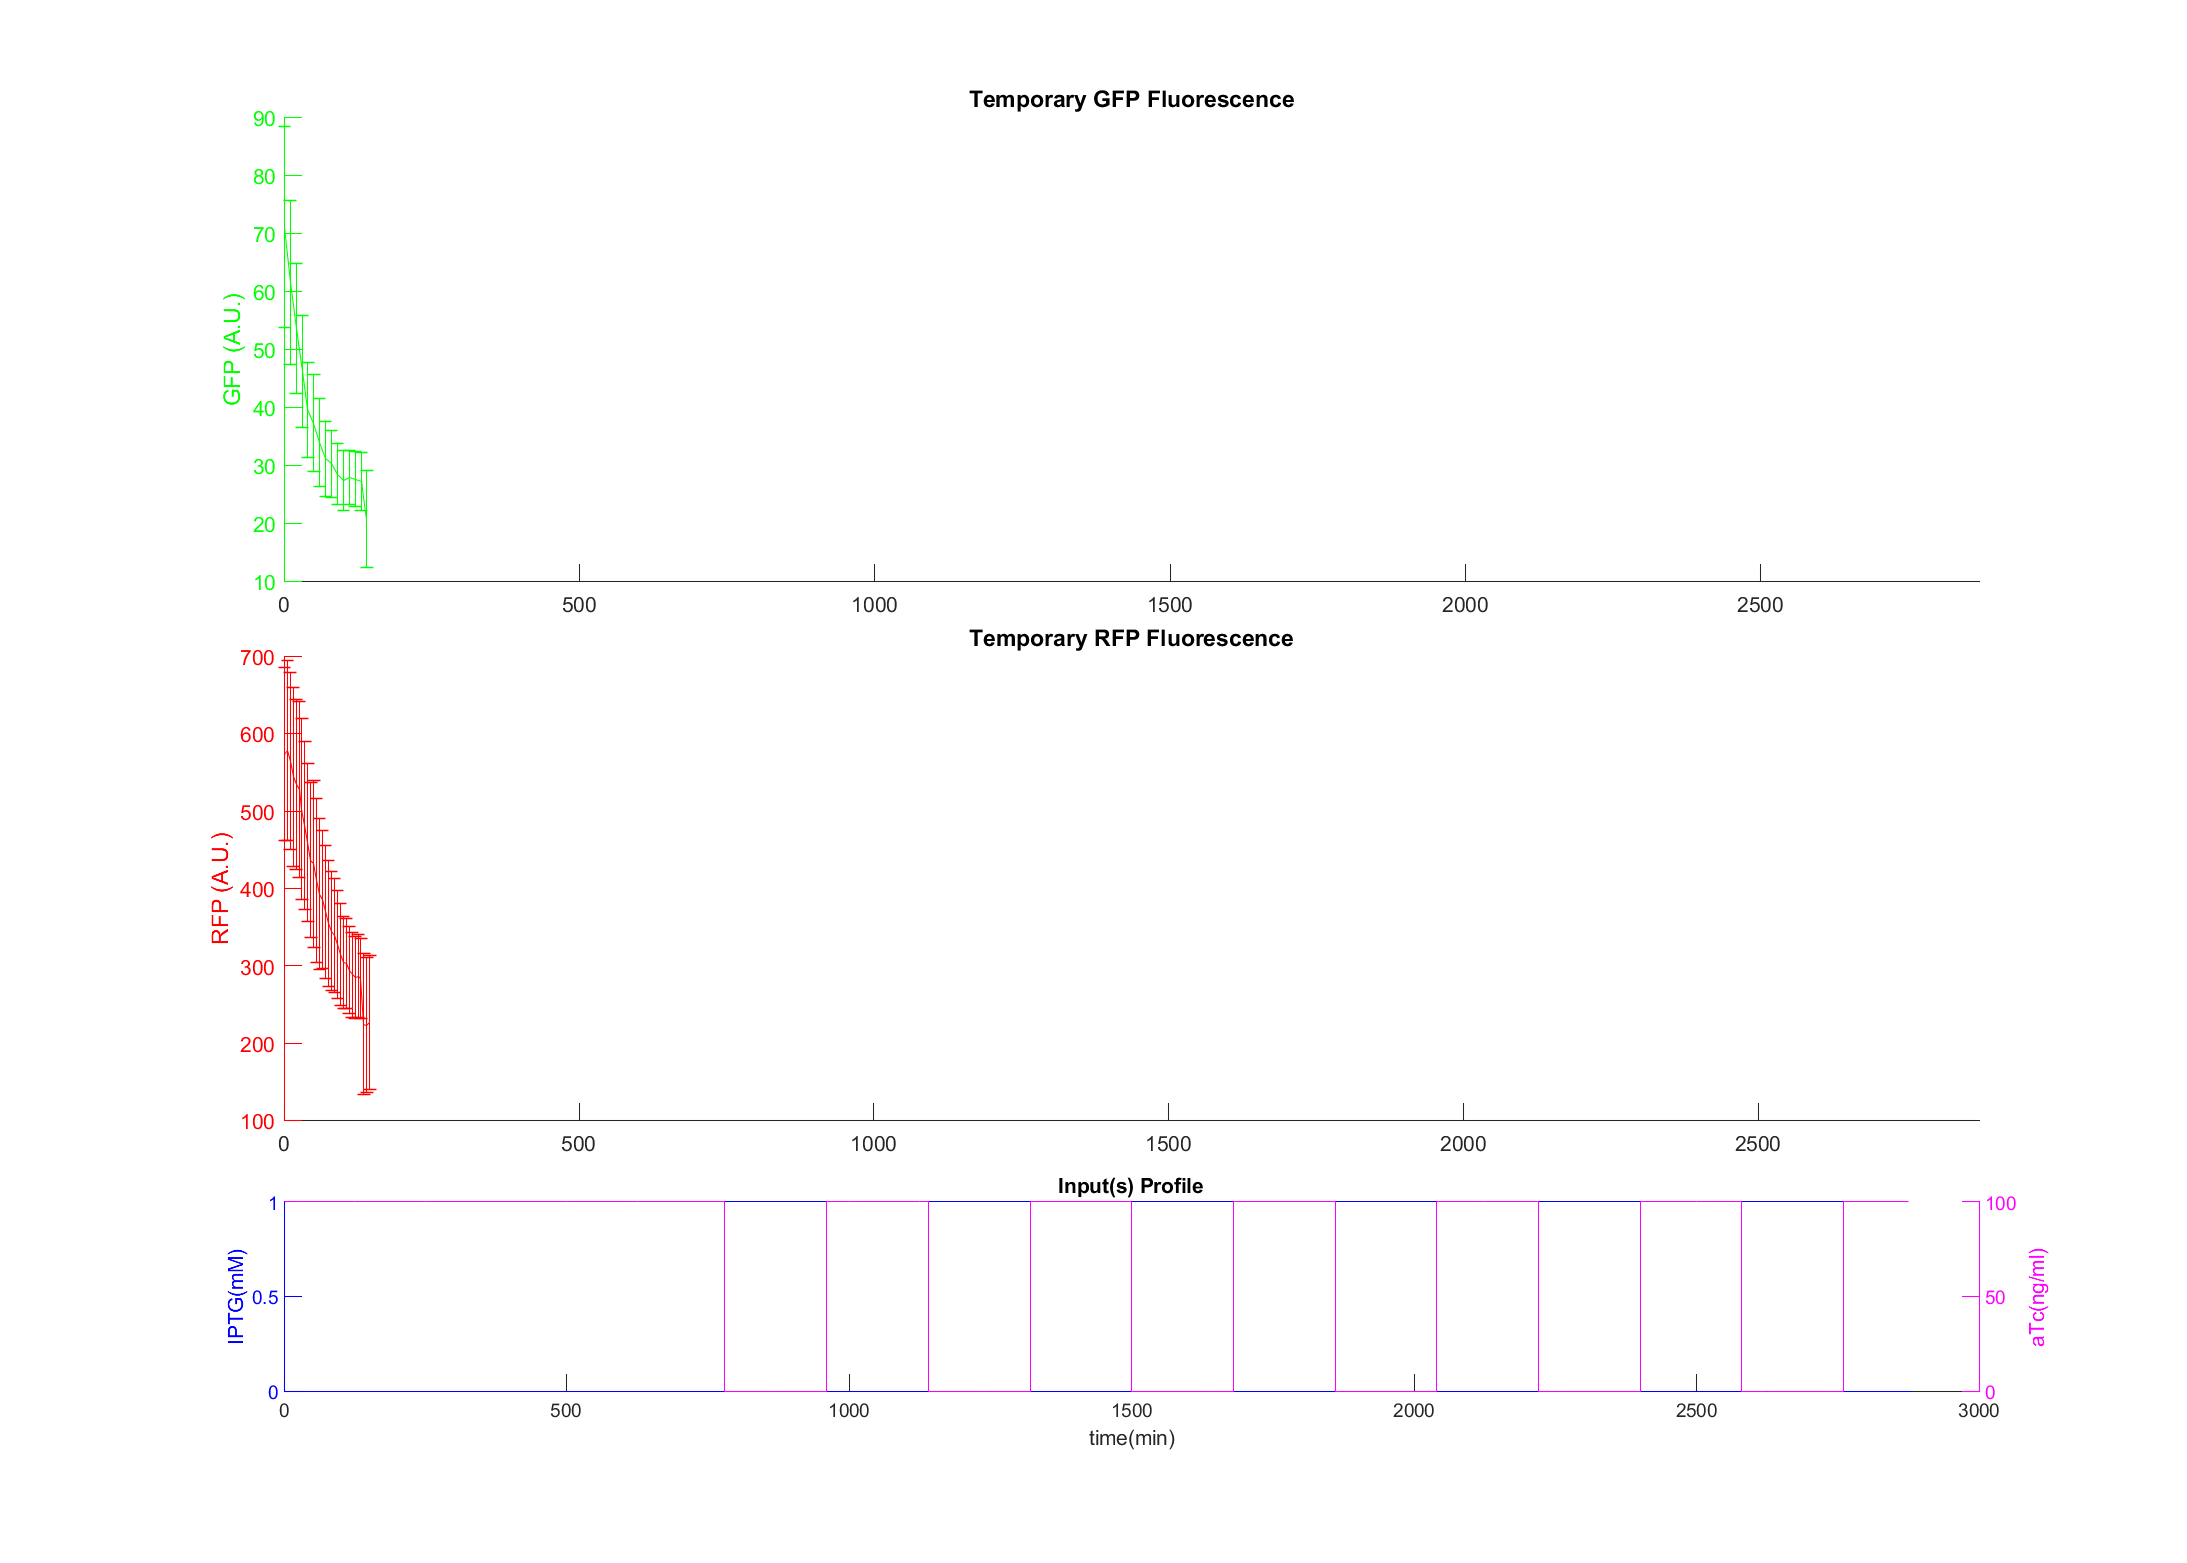 Temporary GFP Fluorescence
90
80
70
60
50
40
30
20
10
GFP (A.U.)
0 500 1000 1500 2000 2500
Temporary RFP Fluorescence
700
600
500
400
300
200
100
RFP (A.U.)
0 500 1000 1500 2000 2500
Input(s) Profile
1
0.5
0
IPTG(mM)
100
50
0
aTc(ng/ml)
0 500 1000 1500 2000 2500 3000
time(min)